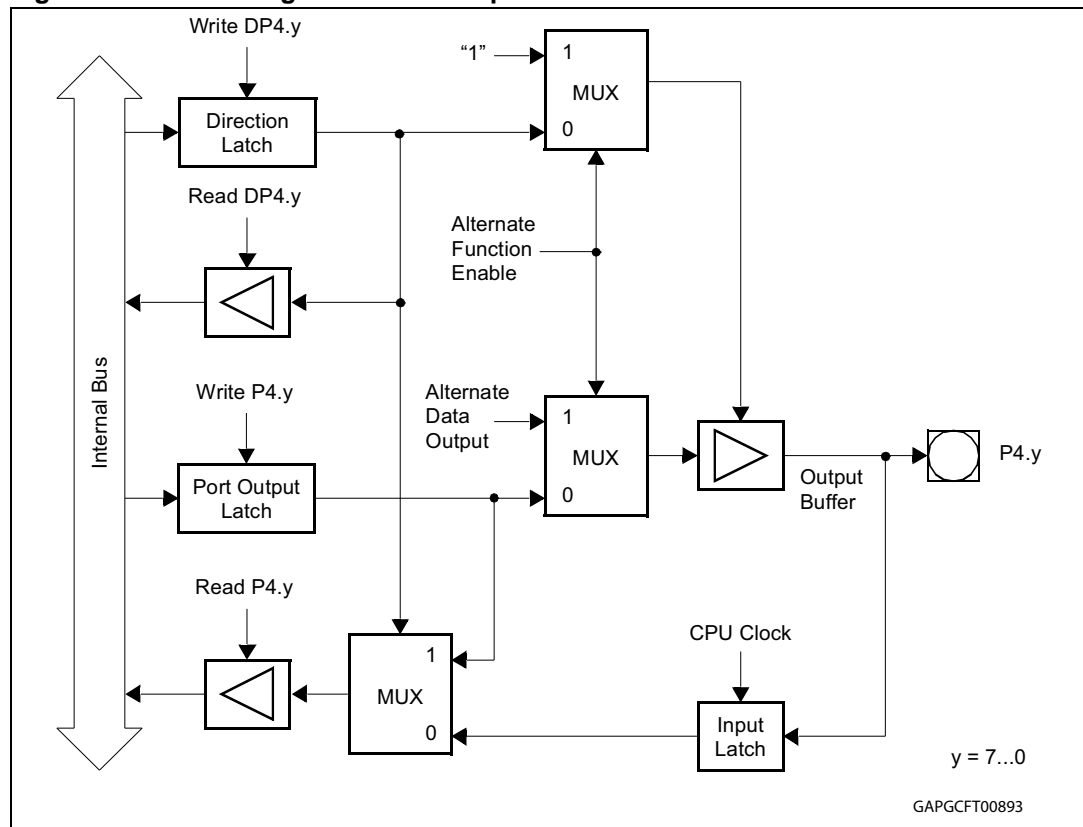 Write DP4.y
"1"
1
MUX
0
Direction
Latch
Read DP4.y
Alternate
Function
Enable
Internal Bus
Write P4.y
Alternate
Data
Output
1
MUX
0
P4.y
Output
Buffer
Port Output
Latch
Read P4.y
CPU Clock
1
MUX
0
Input
Latch
y = 7...0
GAPGCFT00893